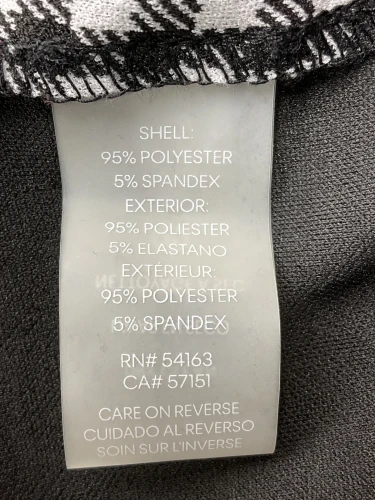 SHELL:
95% POLYESTER
5% SPANDEX
EXTERIOR:
95% POLIESTER
5% ELASTANO
EXTÉRIEUR:
95% POLYESTER
5% SPANDEX
RN# 54163
CA# 57151
CARE ON REVERSE
CUIDADO AL REVERSO
SOIN SUR L'INVERSE